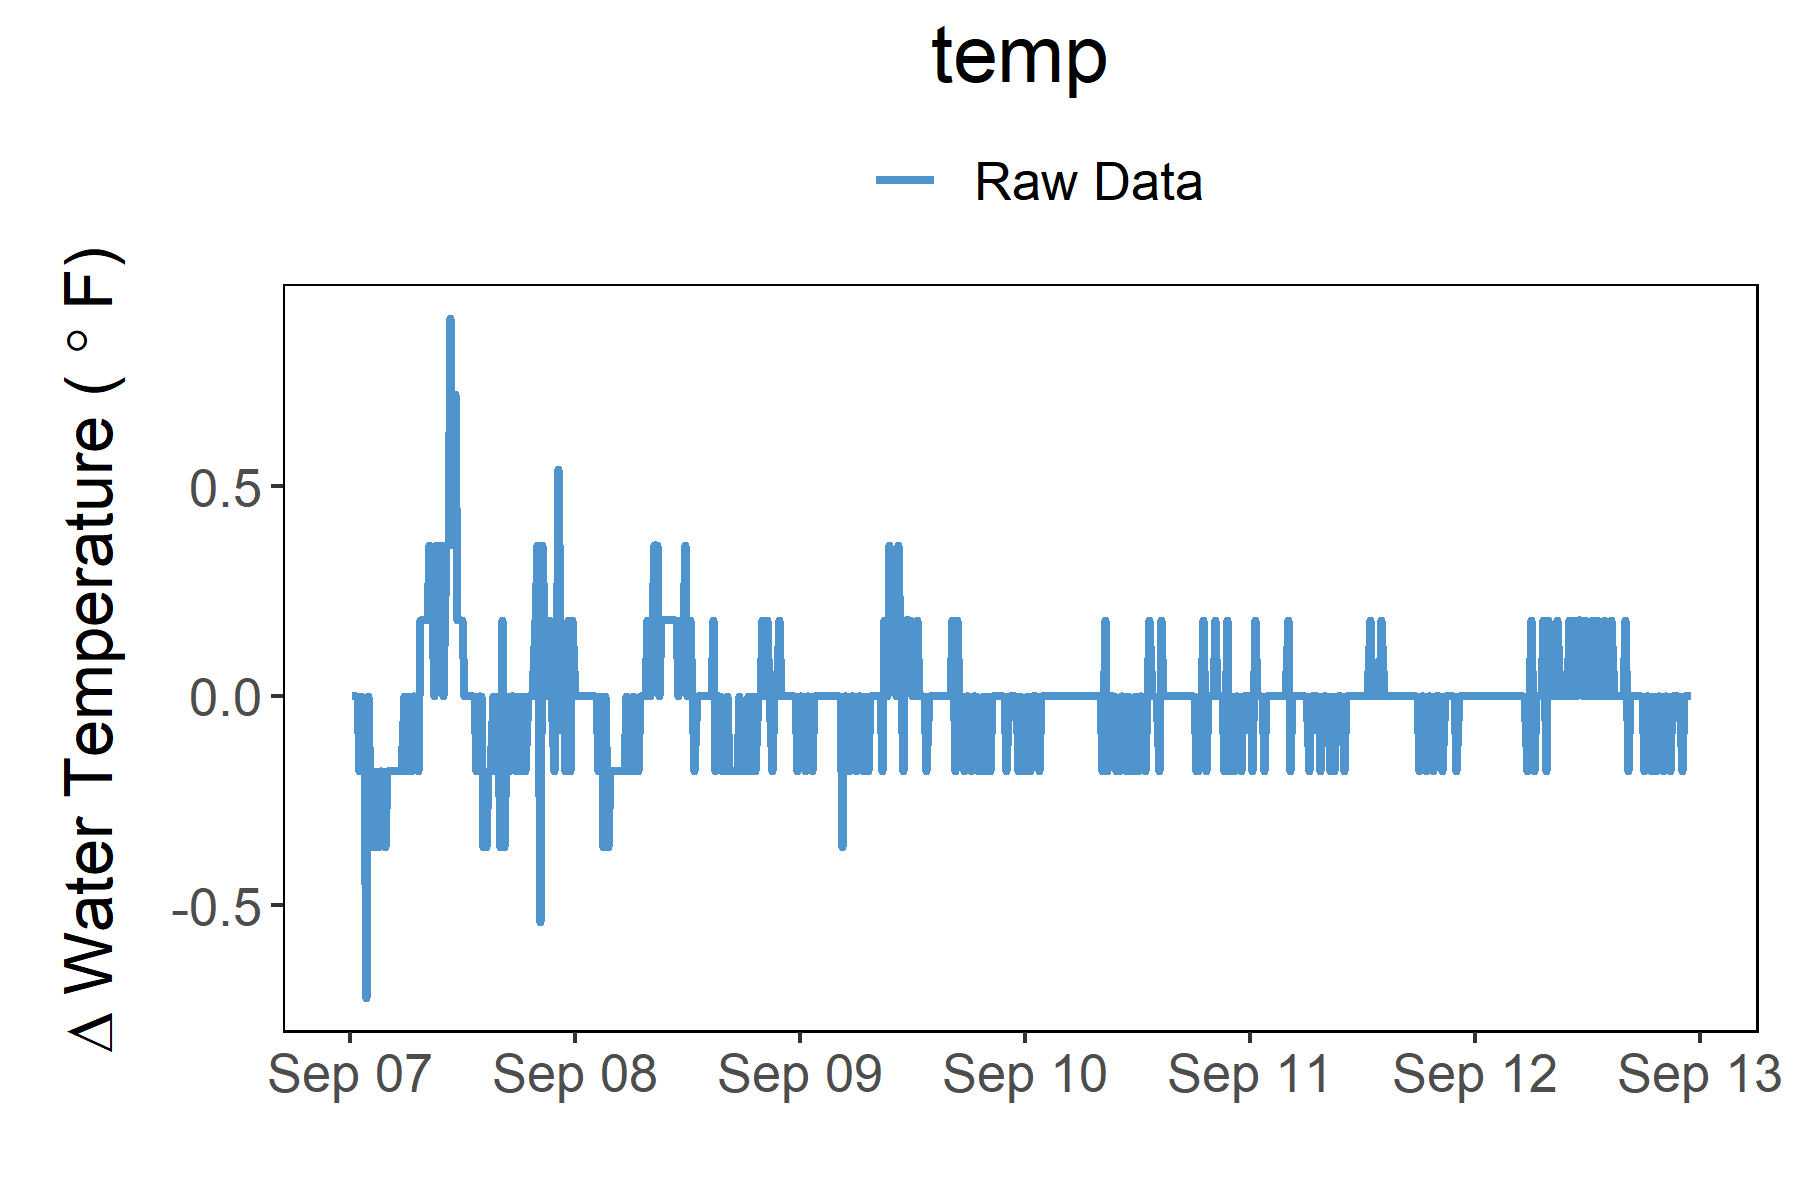 temp
Raw Data
Δ Water Temperature ( ° F)
0.5
0.0
-0.5
Sep 07 Sep 08 Sep 09 Sep 10 Sep 11 Sep 12 Sep 13